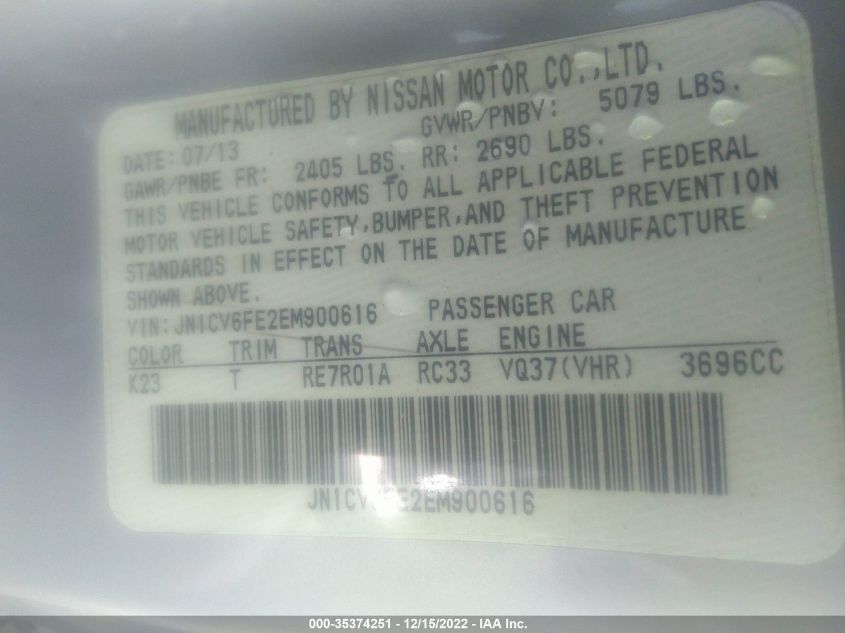 MANUFACTURED BY NISSAN MOTOR CO.,LTD.
DATE: 07/13 GVWR/PNBV: 5079 LBS.
GAWR/PNBE FR: 2405 LBS. RR: 2690 LBS.
THIS VEHICLE CONFORMS TO ALL APPLICABLE FEDERAL
MOTOR VEHICLE SAFETY,BUMPER,AND THEFT PREVENTION
STANDARDS IN EFFECT ON THE DATE OF MANUFACTURE
SHOWN ABOVE.
VIN: JN1CV6FE2EM900616 PASSENGER CAR
COLOR TRIM TRANS AXLE ENGINE
K23 T RE7R01A RC33 VQ37(VHR) 3696CC
JN1CV6FE2EM900616
000-35374251 - 12/15/2022 - IAA Inc.